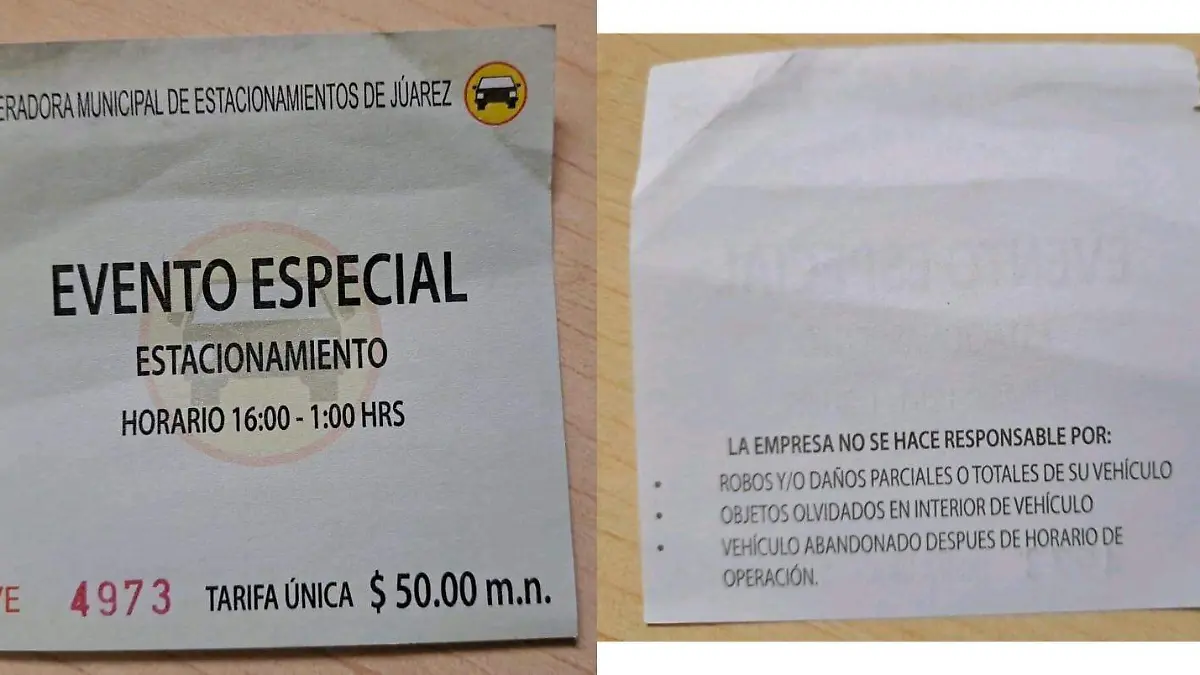 ERADORA MUNICIPAL DE ESTACIONAMIENTOS DE JÚAREZ
EVENTO ESPECIAL
ESTACIONAMIENTO
HORARIO 16:00 - 1:00 HRS
VE 4973 TARIFA ÚNICA $ 50.00 m.n.
LA EMPRESA NO SE HACE RESPONSABLE POR:
• ROBOS Y/O DAÑOS PARCIALES O TOTALES DE SU VEHÍCULO
• OBJETOS OLVIDADOS EN INTERIOR DE VEHÍCULO
• VEHÍCULO ABANDONADO DESPUES DE HORARIO DE
OPERACIÓN.